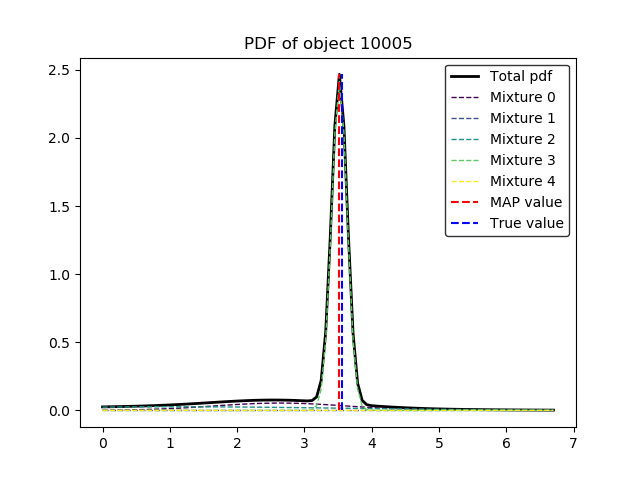 PDF of object 10005
2.5
2.0
1.5
1.0
0.5
0.0
0 1 2 3 4 5 6 7
Total pdf
Mixture 0
Mixture 1
Mixture 2
Mixture 3
Mixture 4
MAP value
True value